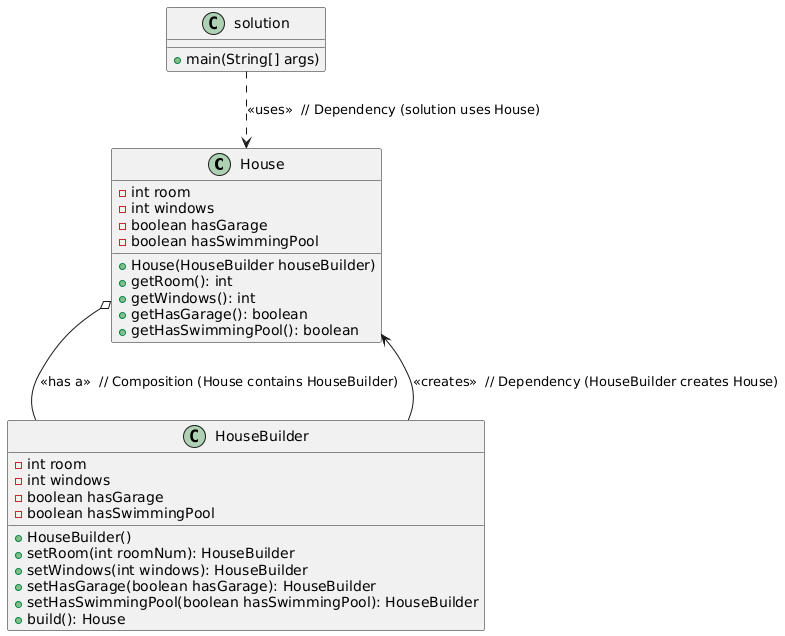 C solution
main(String[] args)
«uses» // Dependency (solution uses House)
C House
int room
int windows
boolean hasGarage
boolean hasSwimmingPool
House(HouseBuilder houseBuilder)
getRoom(): int
getWindows(): int
getHasGarage(): boolean
getHasSwimmingPool(): boolean
«has a» // Composition (House contains HouseBuilder)
«creates» // Dependency (HouseBuilder creates House)
C HouseBuilder
int room
int windows
boolean hasGarage
boolean hasSwimmingPool
HouseBuilder()
setRoom(int roomNum): HouseBuilder
setWindows(int windows): HouseBuilder
setHasGarage(boolean hasGarage): HouseBuilder
setHasSwimmingPool(boolean hasSwimmingPool): HouseBuilder
build(): House